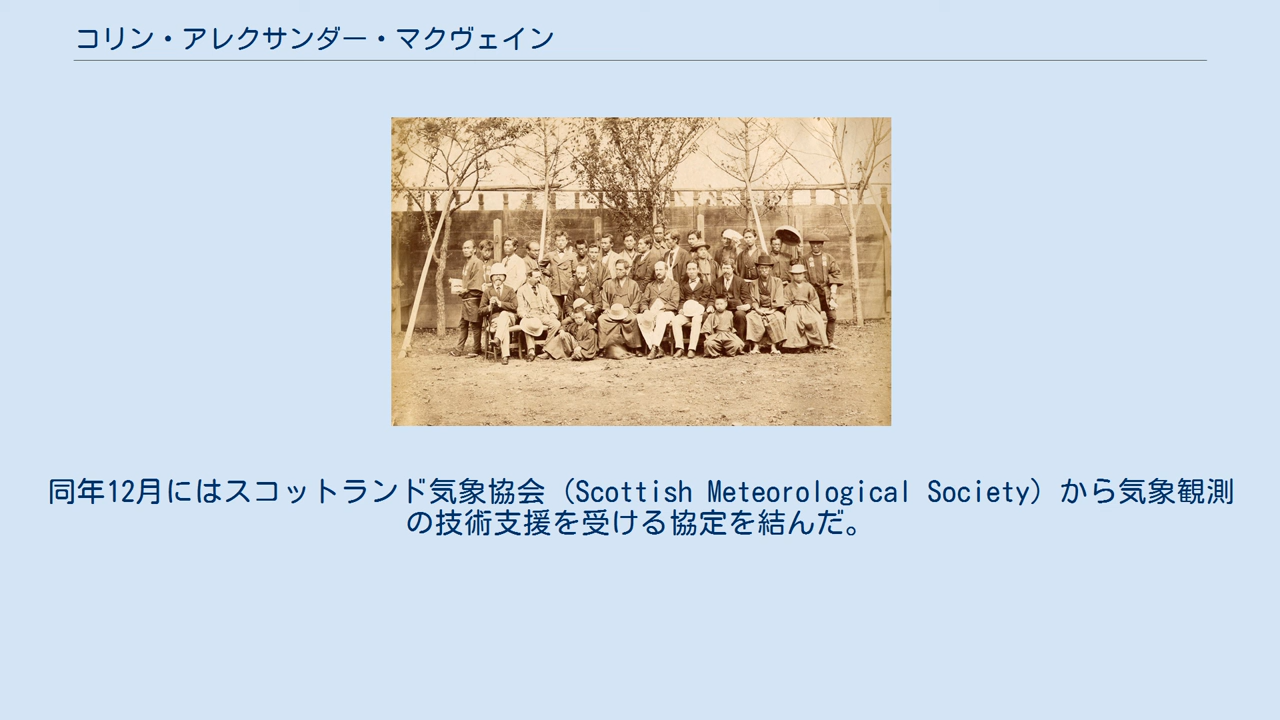 コリン・アレクサンダー・マクヴェイン
同年12月にはスコットランド気象協会（Scottish Meteorological Society）から気象観測
の技術支援を受ける協定を結んだ。